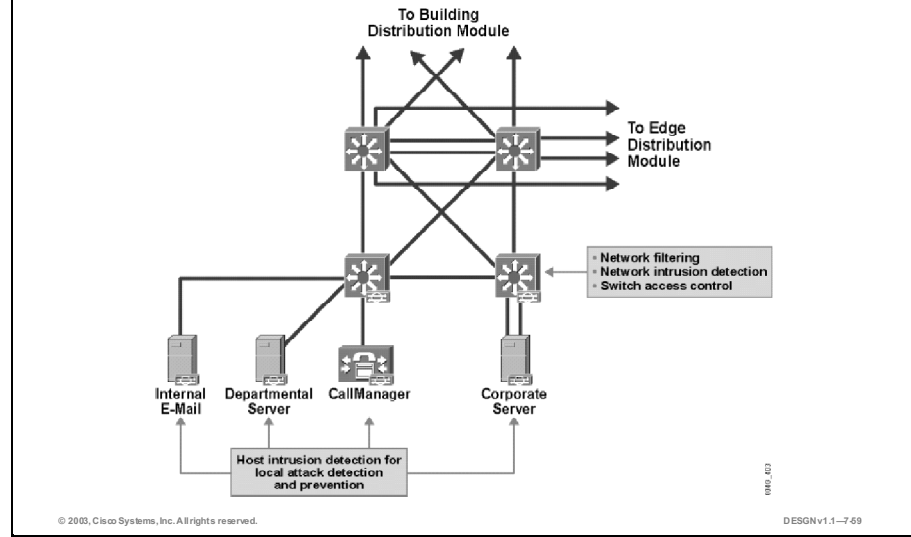 To Building
Distribution Module
To Edge
Distribution
Module
Network filtering
Network intrusion detection
Switch access control
Internal
E-Mail
Departmental
Server
CallManager
Corporate
Server
Host intrusion detection for
local attack detection
and prevention
© 2003, Cisco Systems, Inc. All rights reserved.
DESGN v1.1—7-59